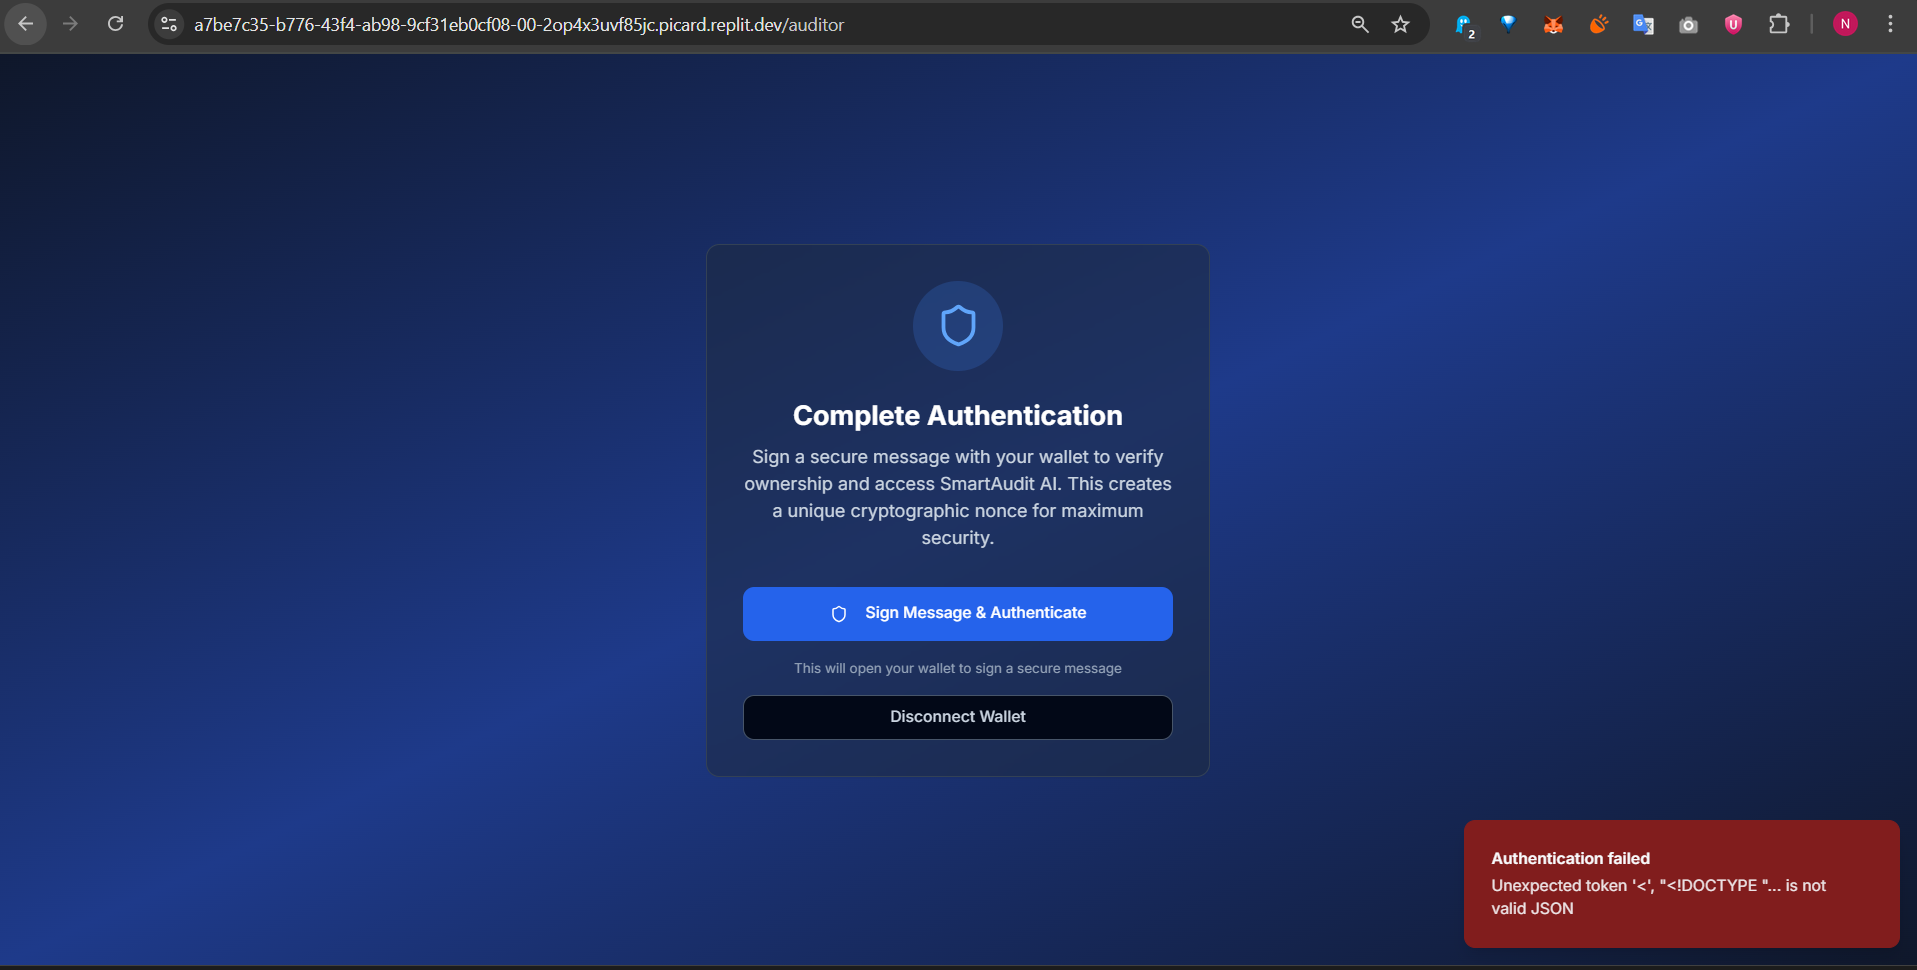 a7be7c35-b776-43f4-ab98-9cf31eb0cf08-00-2op4x3uvf85jc.picard.replit.dev/auditor
2
U
N
Complete Authentication
Sign a secure message with your wallet to verify
ownership and access SmartAudit AI. This creates
a unique cryptographic nonce for maximum
security.
Sign Message & Authenticate
This will open your wallet to sign a secure message
Disconnect Wallet
Authentication failed
Unexpected token '<', "<!DOCTYPE "... is not
valid JSON